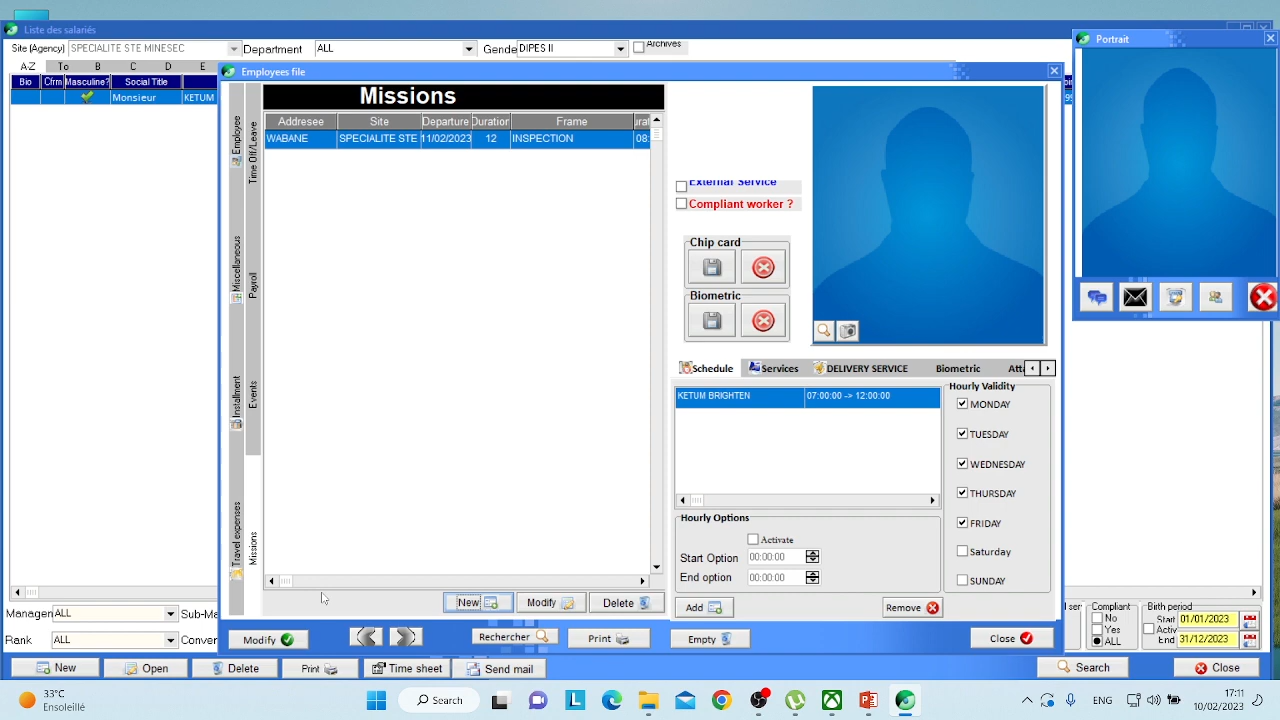 Liste des salariés
Site (Agency) SPECIALITE STE MINESEC Department ALL Gende DIPES II Archives
AZ To B C D E
Bio Cfrm Masculine? Social Title
Monsieur KETUM
Employees file
Employee
Time Off/Leave
Miscellaneous
Payroll
Installment
Events
Travel expenses
Missions
Missions
Addresee Site Departure Duration Frame
WABANE SPECIALITE STE 11/02/2023 12 INSPECTION 08:
New Modify Delete
External Service
Compliant worker ?
Chip card
Biometric
Schedule Services DELIVERY SERVICE Biometric
KETUM BRIGHTEN 07:00:00 -> 12:00:00
Hourly Validity
MONDAY
TUESDAY
WEDNESDAY
THURSDAY
FRIDAY
Saturday
SUNDAY
Hourly Options
Activate
Start Option 00:00:00
End option 00:00:00
Add Remove
Modify Rechercher Print Empty Close
Portrait
Manager ALL Sub-Ma
Rank ALL Conver
Compliant
No
Yes
ALL
Birth period
Start 01/01/2023
End 31/12/2023
New Open Delete Print Time sheet Send mail Search Close
33°C
Ensoleillé
Search
ENG
17:11
10/02/2023